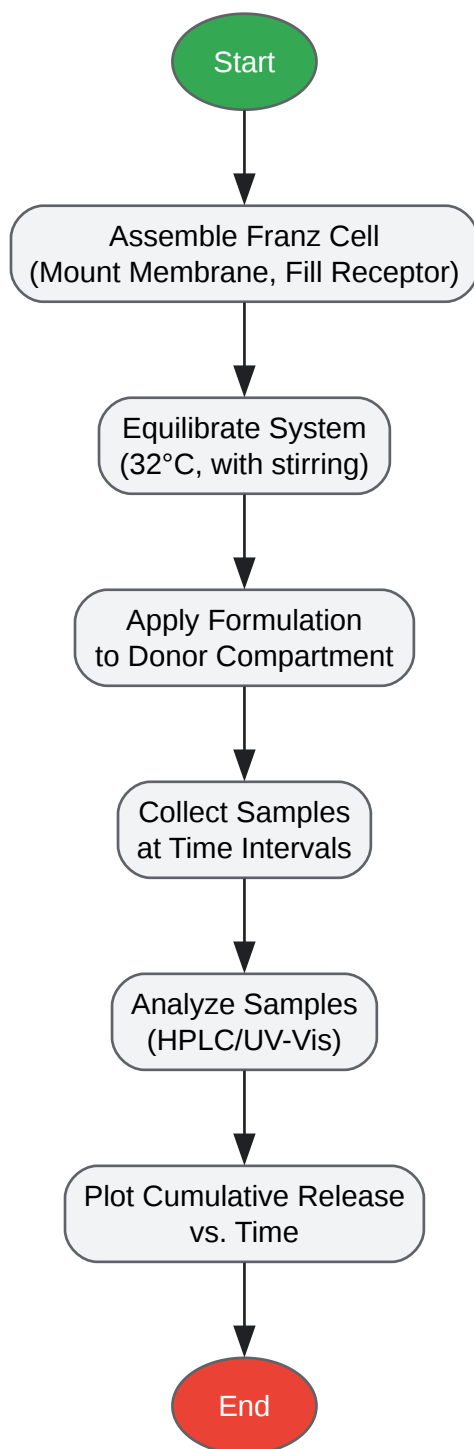 Start
Assemble Franz Cell
(Mount Membrane, Fill Receptor)
Equilibrate System
(32°C, with stirring)
Apply Formulation
to Donor Compartment
Collect Samples
at Time Intervals
Analyze Samples
(HPLC/UV-Vis)
Plot Cumulative Release
vs. Time
End